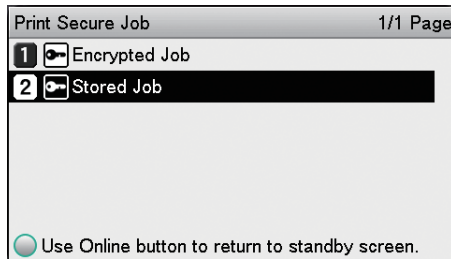 Print Secure Job 1/1 Page
1 Encrypted Job
2 Stored Job
Use Online button to return to standby screen.